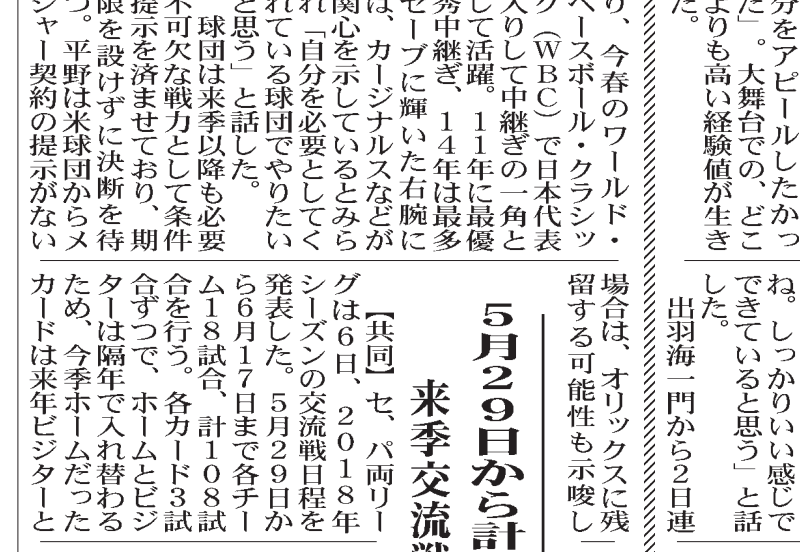 分をアピールしたかっ
た」。大舞台での、どこ
よりも高い経験値が生き
た。
ね。しっかりいい感じで
できていると思う」と話
した。
出羽海一門から２日連
り、今春のワールド・
ベースボール・クラシッ
ク（ＷＢＣ）で日本代表
入りして中継ぎの一角と
して活躍。１１年に最優
秀中継ぎ、１４年は最多
セーブに輝いた右腕に
は、カージナルスなどが
関心を示しているとみら
れ「自分を必要としてく
れている球団でやりたい
と思う」と話した。
球団は来季以降も必要
不可欠な戦力として条件
提示を済ませており、期
限を設けずに決断を待
つ。平野は米球団からメ
ジャー契約の提示がない
場合は、オリックスに残
留する可能性も示唆し
５月２９日から計
来季交流戦
【共同】セ、パ両リー
グは６日、２０１８年
シーズンの交流戦日程を
発表した。５月２９日か
ら６月１７日まで各チー
ム１８試合、計１０８試
合を行う。各カード３試
合ずつで、ホームとビジ
ターは隔年で入れ替わる
ため、今季ホームだった
カードは来年ビジターと